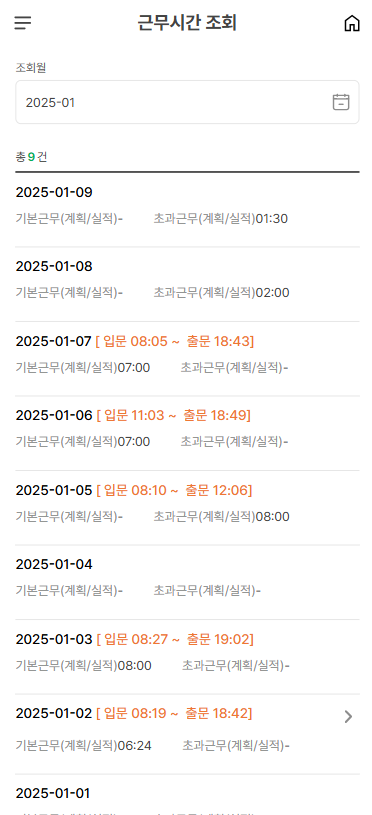 근무시간 조회
조회월
2025-01
총 9 건
2025-01-09
기본근무(계획/실적)- 초과근무(계획/실적)01:30
2025-01-08
기본근무(계획/실적)- 초과근무(계획/실적)02:00
2025-01-07 [ 입문 08:05 ~ 출문 18:43]
기본근무(계획/실적)07:00 초과근무(계획/실적)-
2025-01-06 [ 입문 11:03 ~ 출문 18:49]
기본근무(계획/실적)07:00 초과근무(계획/실적)-
2025-01-05 [ 입문 08:10 ~ 출문 12:06]
기본근무(계획/실적)- 초과근무(계획/실적)08:00
2025-01-04
기본근무(계획/실적)- 초과근무(계획/실적)-
2025-01-03 [ 입문 08:27 ~ 출문 19:02]
기본근무(계획/실적)08:00 초과근무(계획/실적)-
2025-01-02 [ 입문 08:19 ~ 출문 18:42]
기본근무(계획/실적)06:24 초과근무(계획/실적)-
2025-01-01